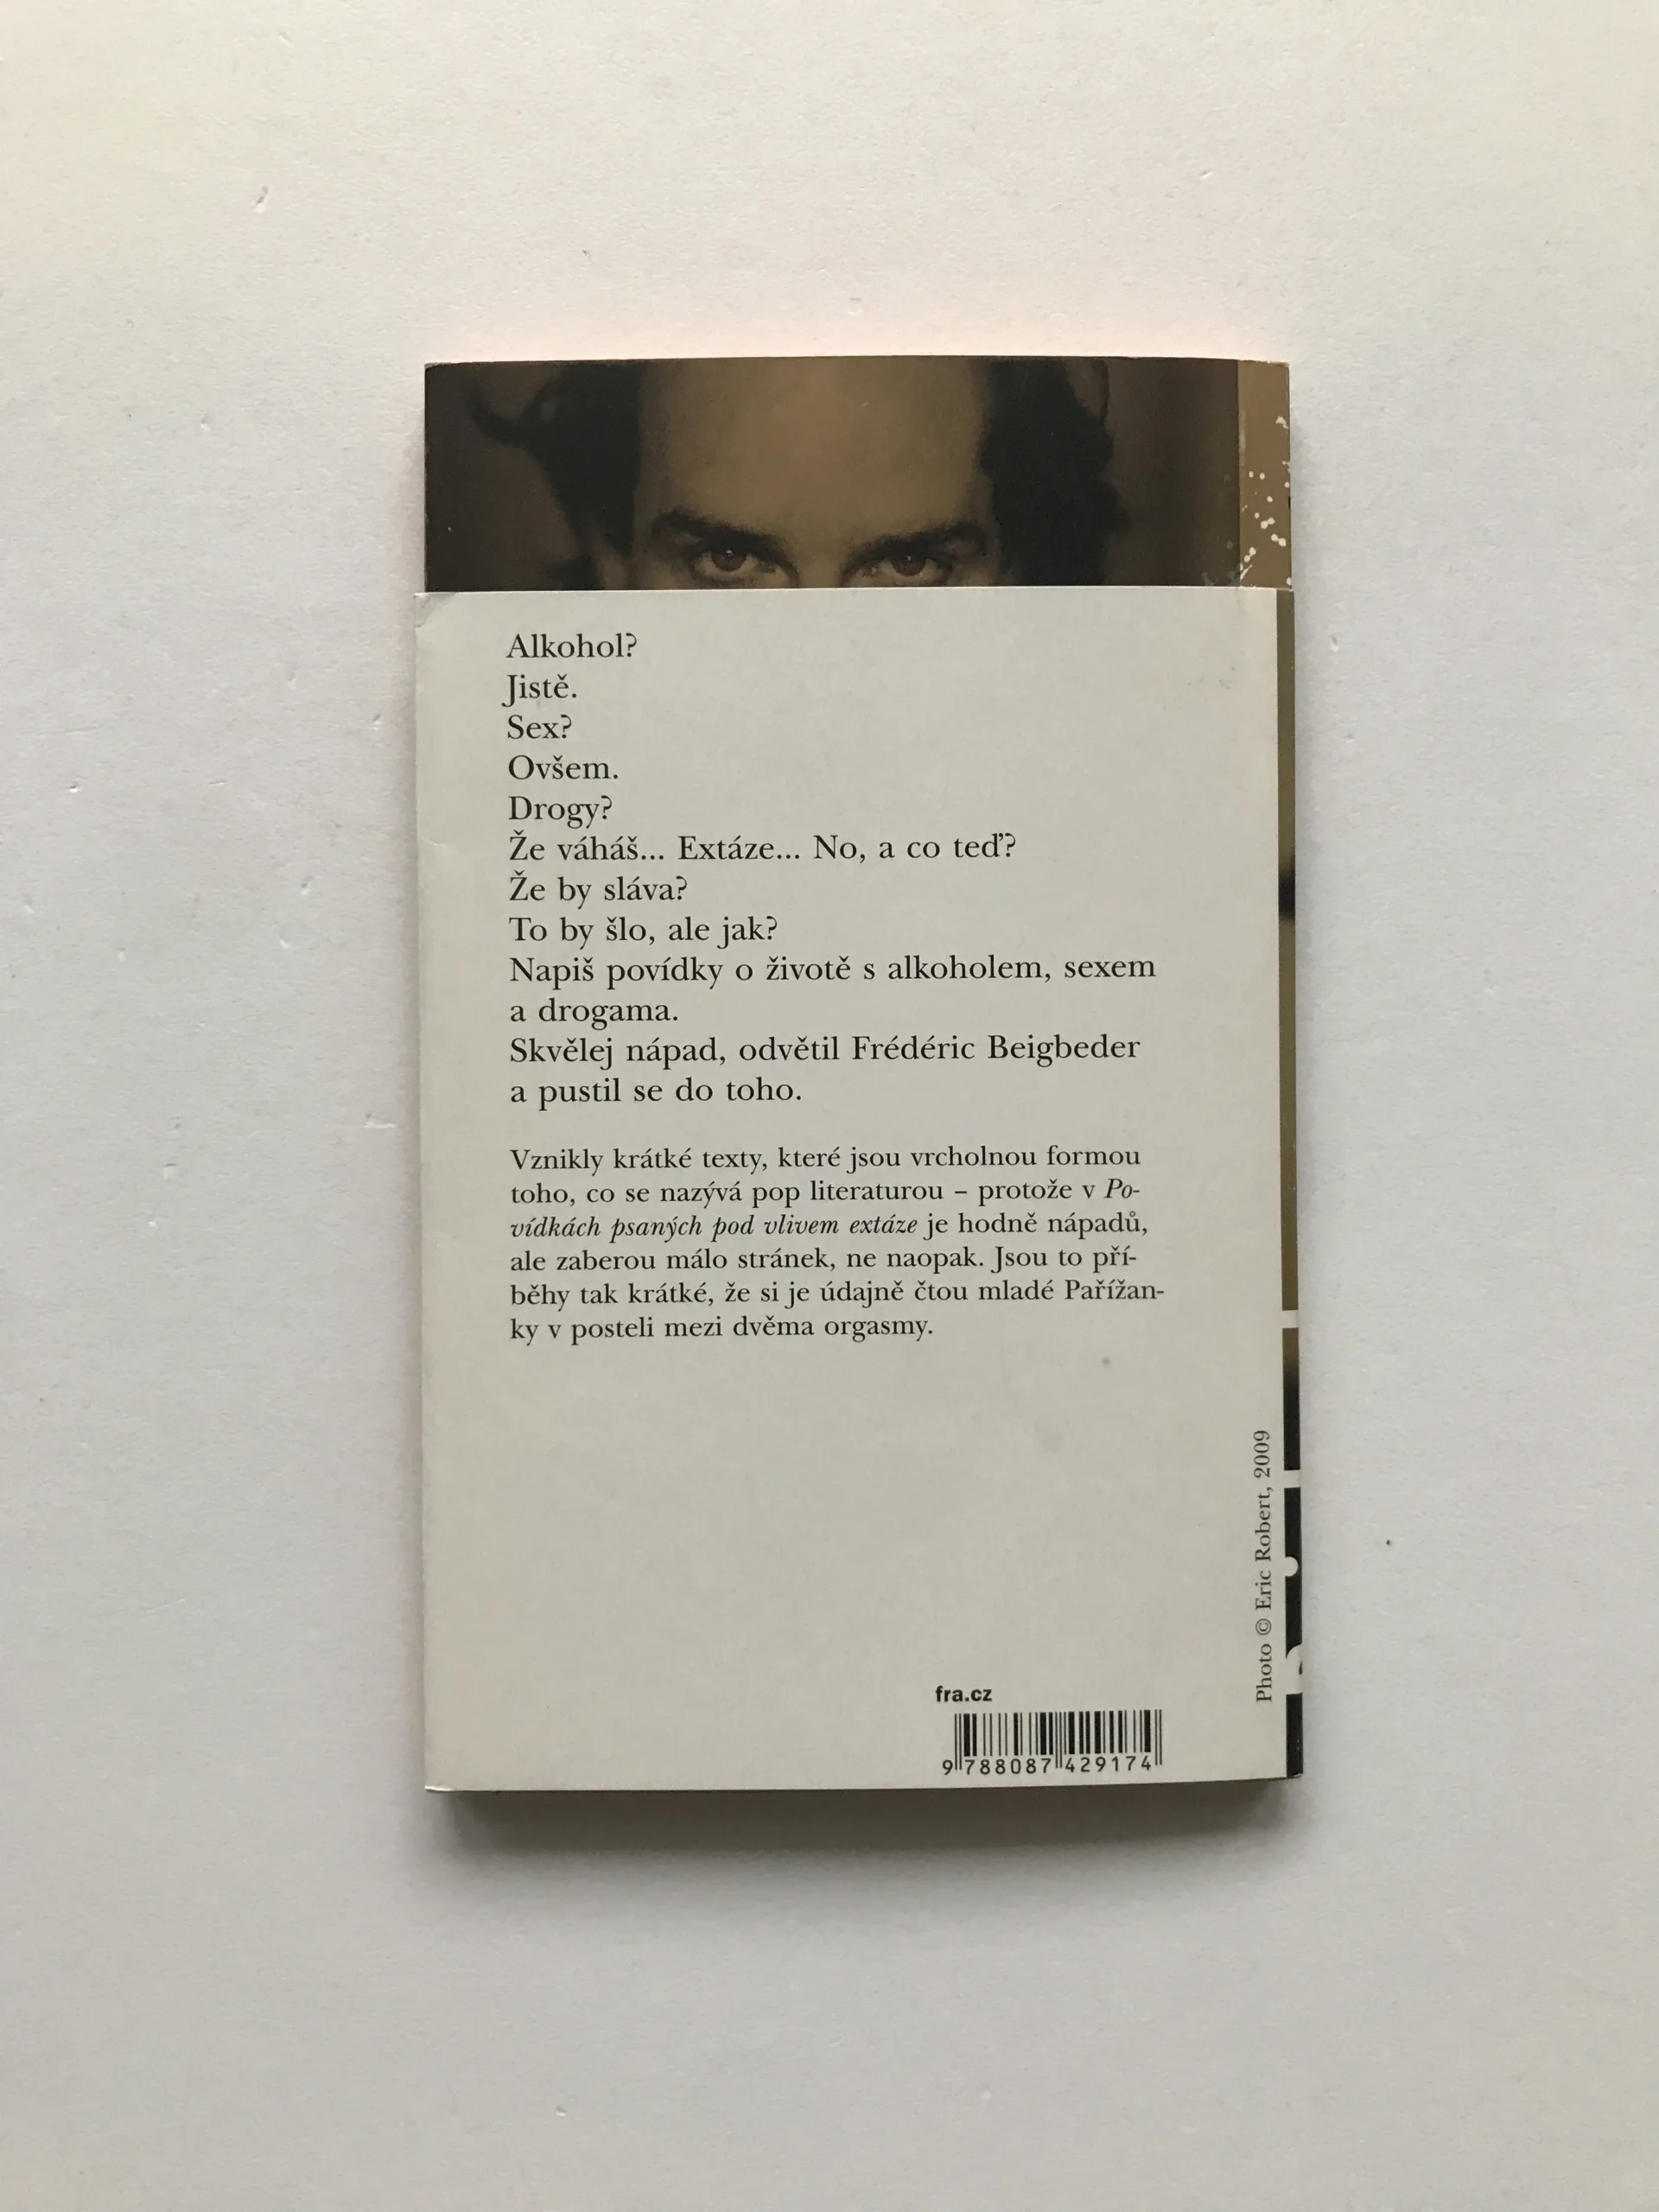 Alkohol?
Jistě.
Sex?
Ovšem.
Drogy?
Že váháš... Extáze... No, a co teď?
Že by sláva?
To by šlo, ale jak?
Napiš povídky o životě s alkoholem, sexem
a drogama.
Skvělej nápad, odvětil Frédéric Beigbeder
a pustil se do toho.
Vznikly krátké texty, které jsou vrcholnou formou
toho, co se nazývá pop literaturou – protože v Po-
vídkách psaných pod vlivem extáze je hodně nápadů,
ale zaberou málo stránek, ne naopak. Jsou to pří-
běhy tak krátké, že si je údajně čtou mladé Pařížan-
ky v posteli mezi dvěma orgasmy.
Photo © Eric Robert, 2009
fra.cz
9 788087 429174